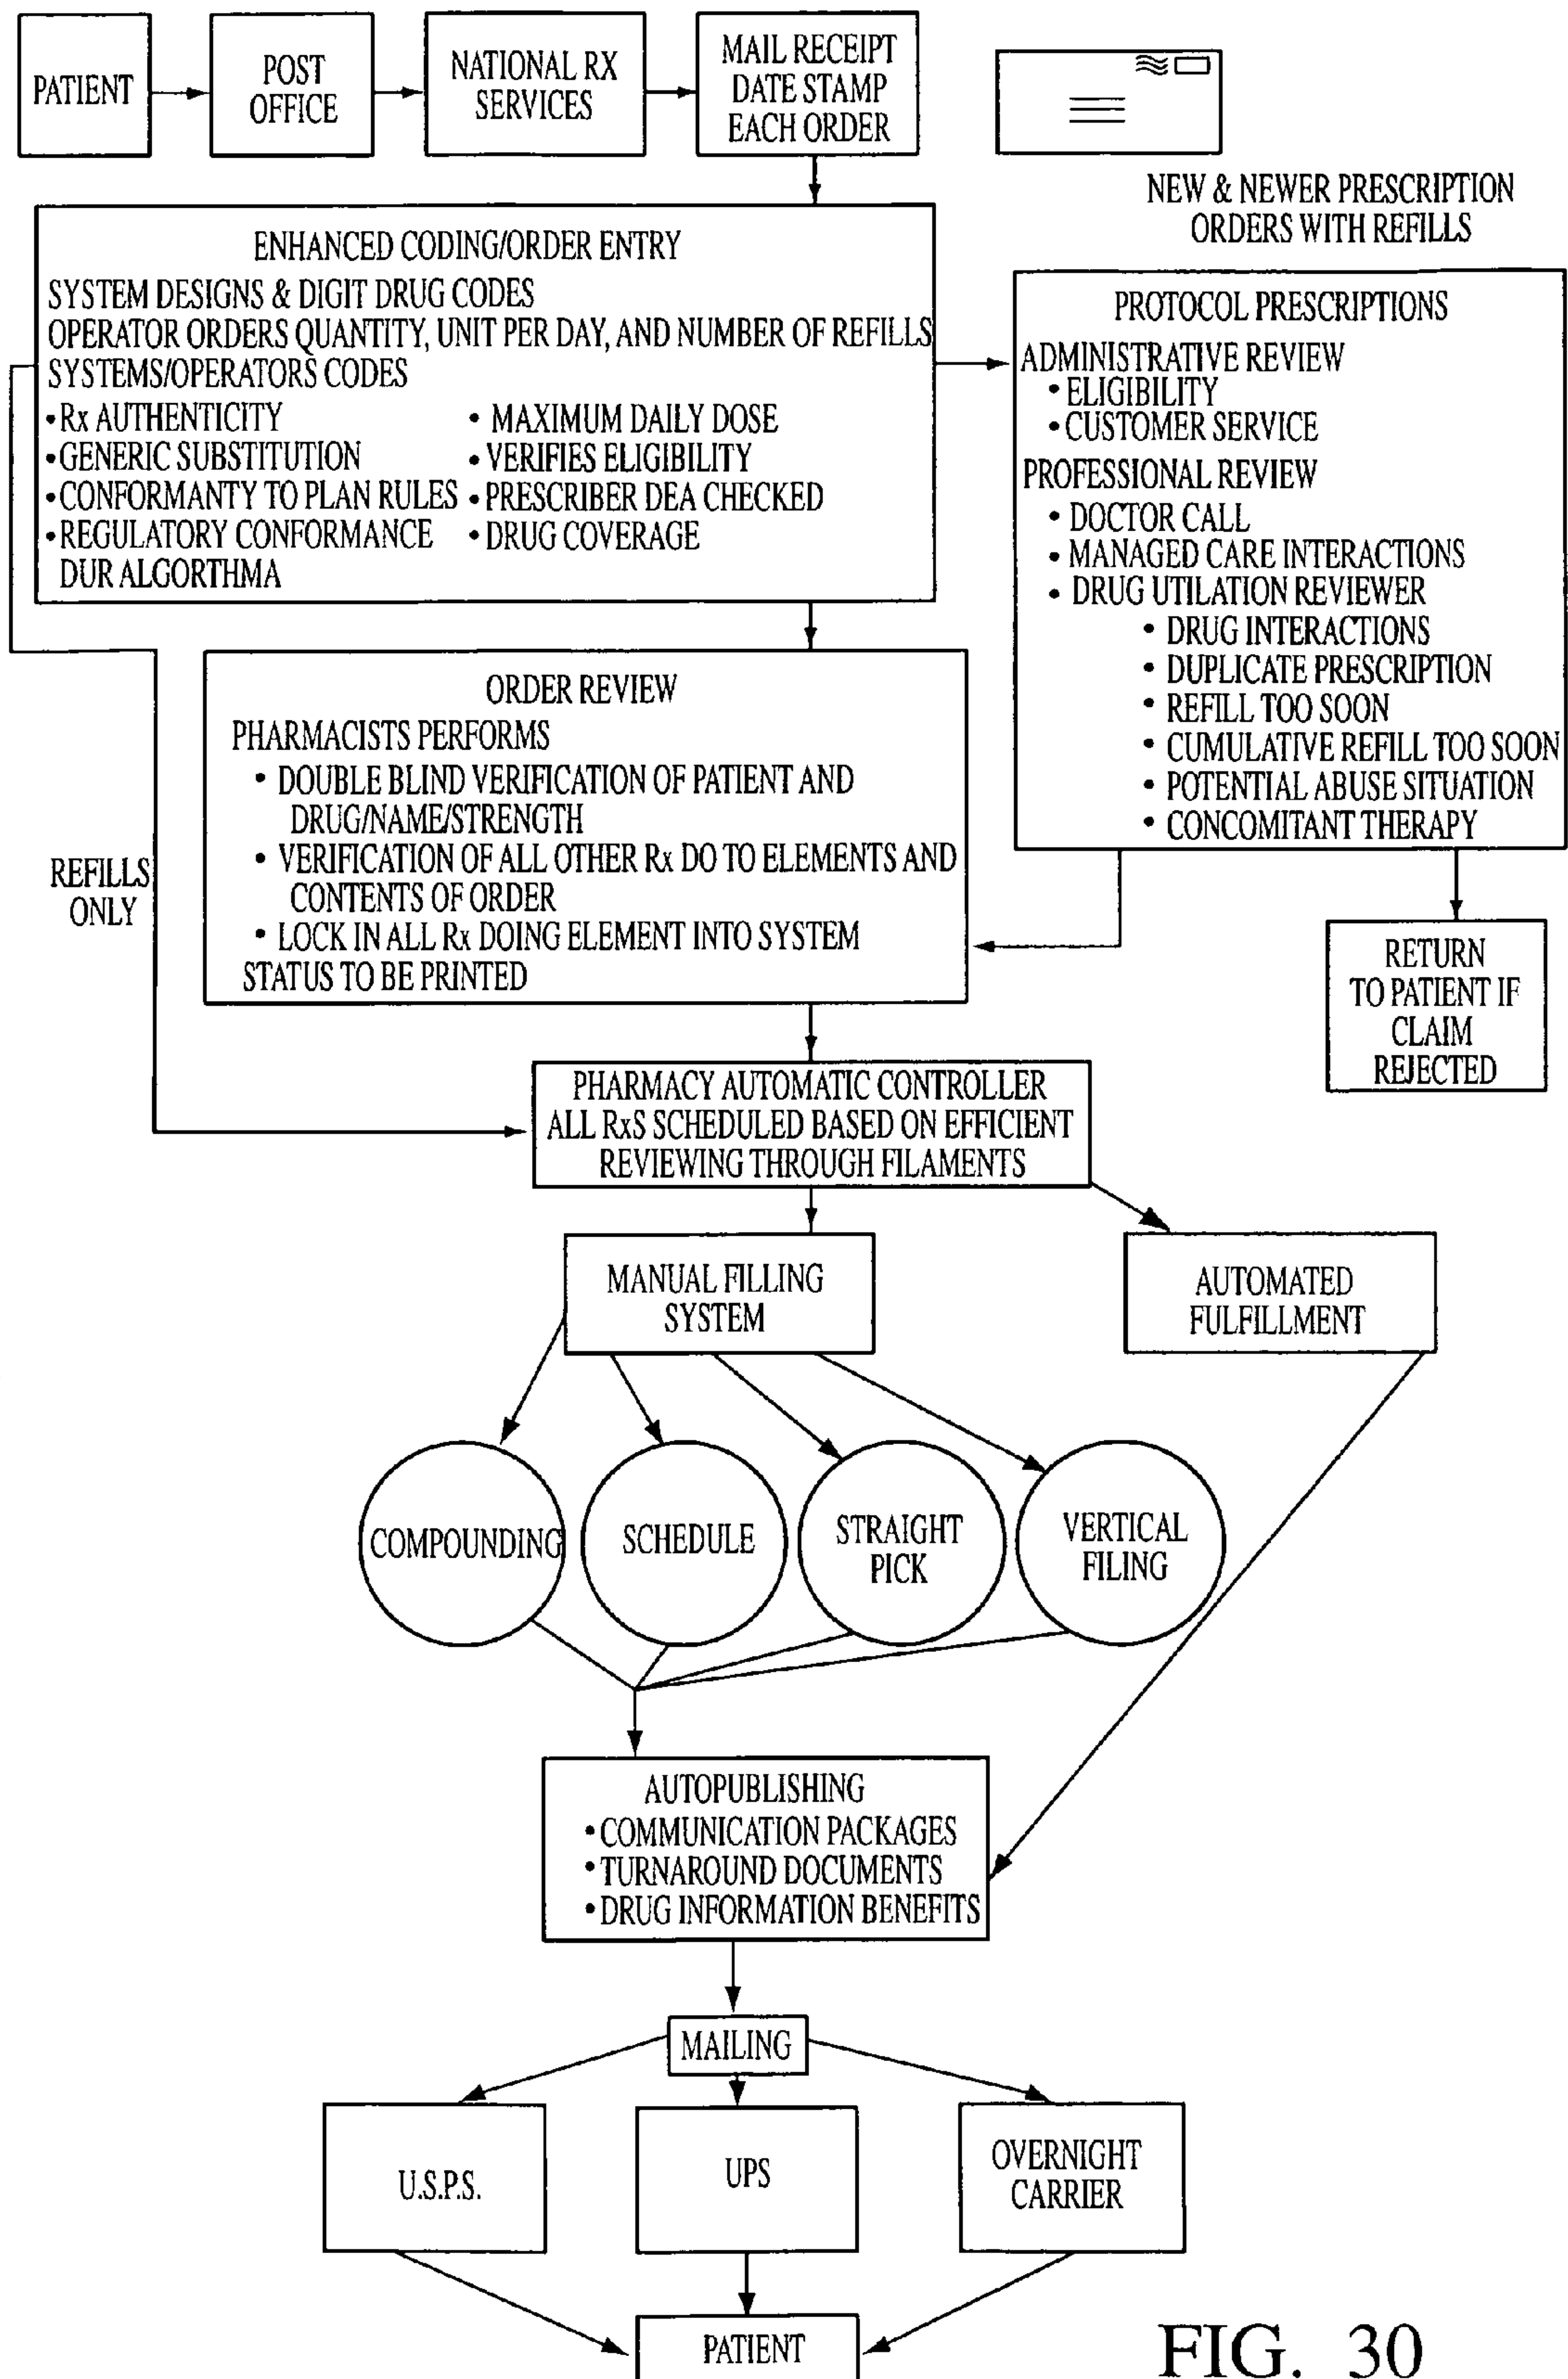 PATIENT
POST
OFFICE
NATIONAL RX
SERVICES
MAIL RECEIPT
DATE STAMP
EACH ORDER
NEW & NEWER PRESCRIPTION
ORDERS WITH REFILLS
ENHANCED CODING/ORDER ENTRY
SYSTEM DESIGNS & DIGIT DRUG CODES
OPERATOR ORDERS QUANTITY, UNIT PER DAY, AND NUMBER OF REFILLS
SYSTEMS/OPERATORS CODES
•Rx AUTHENTICITY
•GENERIC SUBSTITUTION
•CONFORMANTY TO PLAN RULES
•REGULATORY CONFORMANCE
DUR ALGORTHMA
• MAXIMUM DAILY DOSE
•VERIFIES ELIGIBILITY
•PRESCRIBER DEA CHECKED
•DRUG COVERAGE
PROTOCOL PRESCRIPTIONS
ADMINISTRATIVE REVIEW
•ELIGIBILITY
•CUSTOMER SERVICE
PROFESSIONAL REVIEW
• DOCTOR CALL
• MANAGED CARE INTERACTIONS
• DRUG UTILATION REVIEWER
• DRUG INTERACTIONS
• DUPLICATE PRESCRIPTION
• REFILL TOO SOON
• CUMULATIVE REFILL TOO SOON
• POTENTIAL ABUSE SITUATION
• CONCOMITANT THERAPY
ORDER REVIEW
PHARMACISTS PERFORMS
• DOUBLE BLIND VERIFICATION OF PATIENT AND
DRUG/NAME/STRENGTH
• VERIFICATION OF ALL OTHER Rx DO TO ELEMENTS AND
CONTENTS OF ORDER
• LOCK IN ALL Rx DOING ELEMENT INTO SYSTEM
STATUS TO BE PRINTED
REFILLS
ONLY
RETURN
TO PATIENT IF
CLAIM
REJECTED
PHARMACY AUTOMATIC CONTROLLER
ALL RxS SCHEDULED BASED ON EFFICIENT
REVIEWING THROUGH FILAMENTS
MANUAL FILLING
SYSTEM
AUTOMATED
FULFILLMENT
COMPOUNDING
SCHEDULE
STRAIGHT
PICK
VERTICAL
FILING
AUTOPUBLISHING
•COMMUNICATION PACKAGES
•TURNAROUND DOCUMENTS
•DRUG INFORMATION BENEFITS
MAILING
U.S.P.S.
UPS
OVERNIGHT
CARRIER
PATIENT
FIG. 30